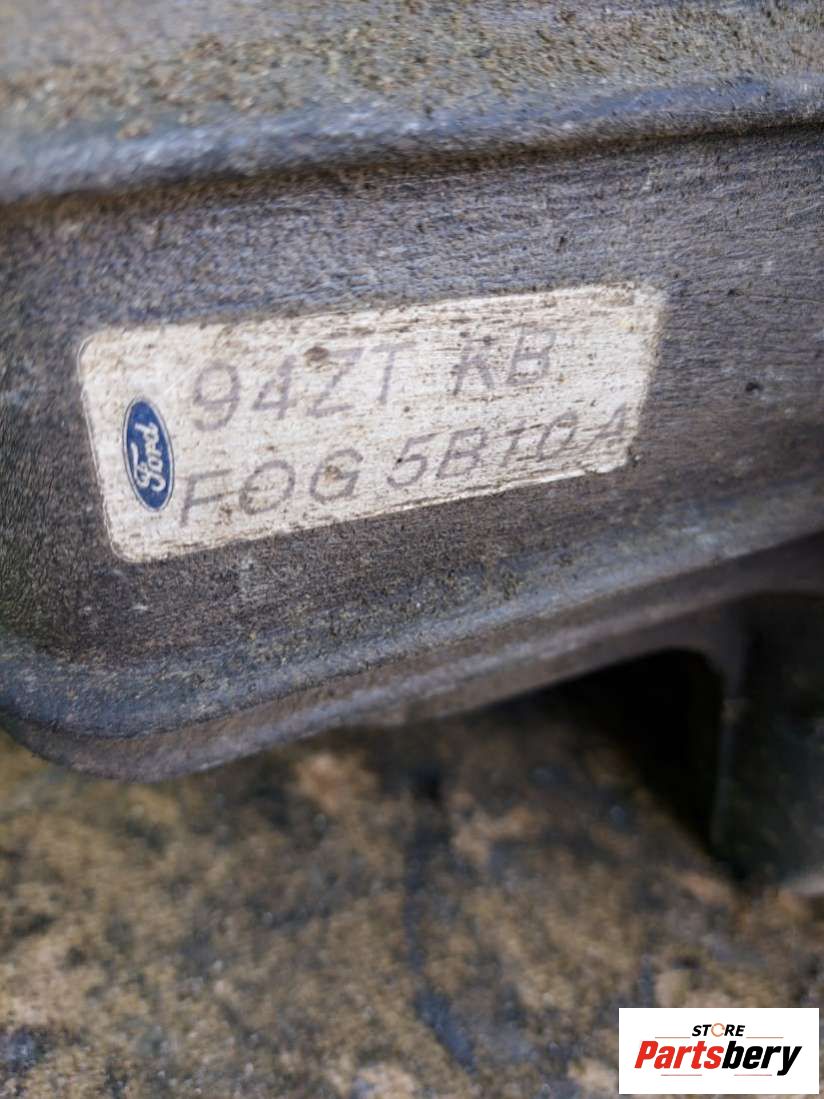 94ZT KB
Ford
FOG 5B10A
STORE
Partsbery